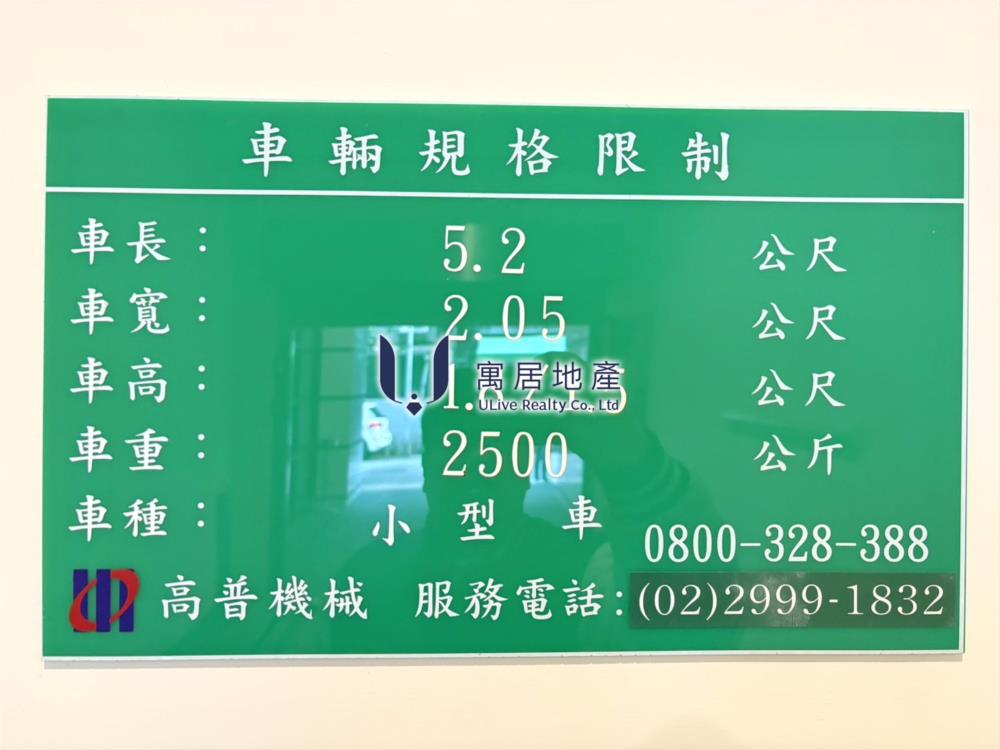 車輛規格限制
車長： 5.2 公尺
車寬： 2.05 公尺
車高： 公尺
寓居地產
ULive Realty Co., Ltd
車重： 2500 公斤
車種： 小型車
0800-328-388
高普機械 服務電話：(02)2999-1832